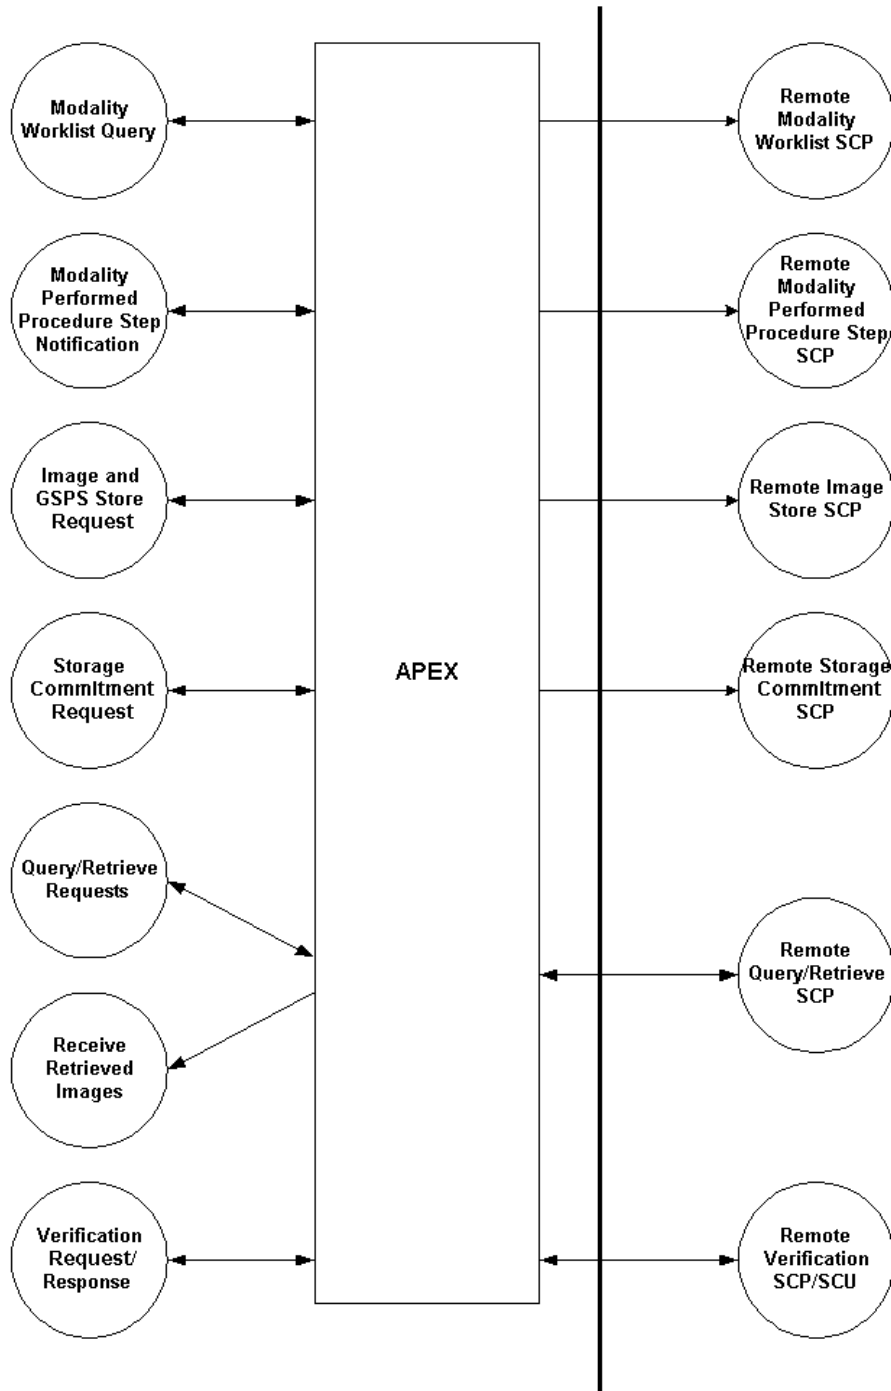 Modality
Worklist Query
Modality
Performed
Procedure Step
Notification
Image and
GSPS Store
Request
Storage
Commitment
Request
Query/Retrieve
Requests
Receive
Retrieved
Images
Verification
Request/
Response
APEX
Remote
Modality
Worklist SCP
Remote
Modality
Performed
Procedure Step
SCP
Remote Image
Store SCP
Remote Storage
Commitment
SCP
Remote
Query/Retrieve
SCP
Remote
Verification
SCP/SCU